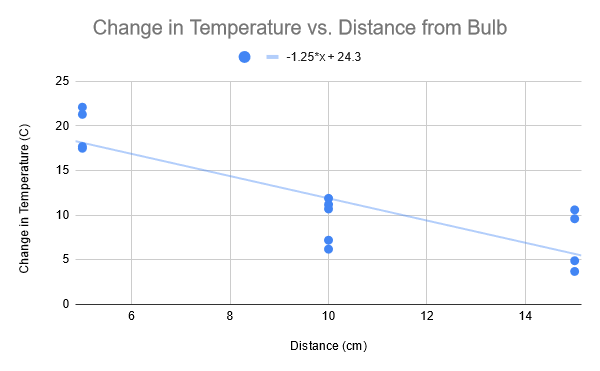 Change in Temperature vs. Distance from Bulb
-1.25*x + 24.3
Change in Temperature (C)
25
20
15
10
5
0
6
8
10
12
14
Distance (cm)